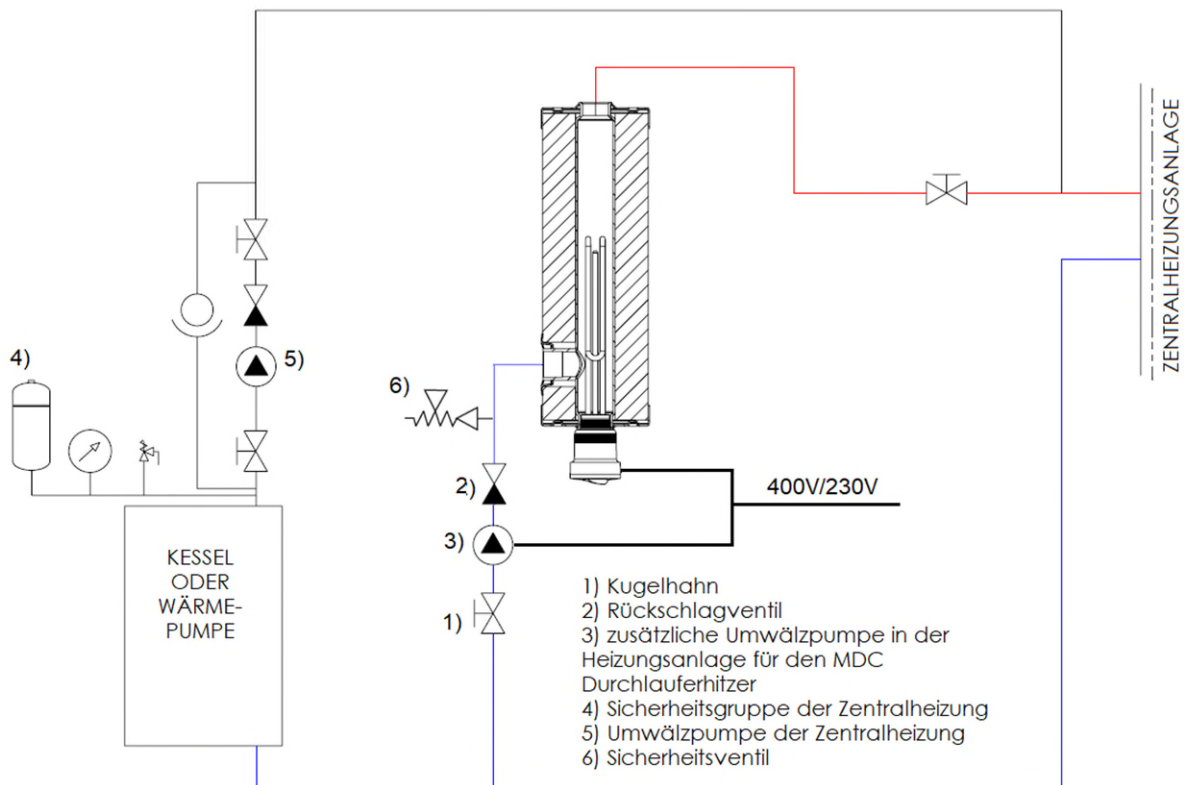 ZENTRALHEIZUNGSANLAGE
4)
5)
6)
2)
400V/230V
3)
1)
KESSEL
ODER
WÄRME-
PUMPE
1) Kugelhahn
2) Rückschlagventil
3) zusätzliche Umwälzpumpe in der
Heizungsanlage für den MDC
Durchlauferhitzer
4) Sicherheitsgruppe der Zentralheizung
5) Umwälzpumpe der Zentralheizung
6) Sicherheitsventil